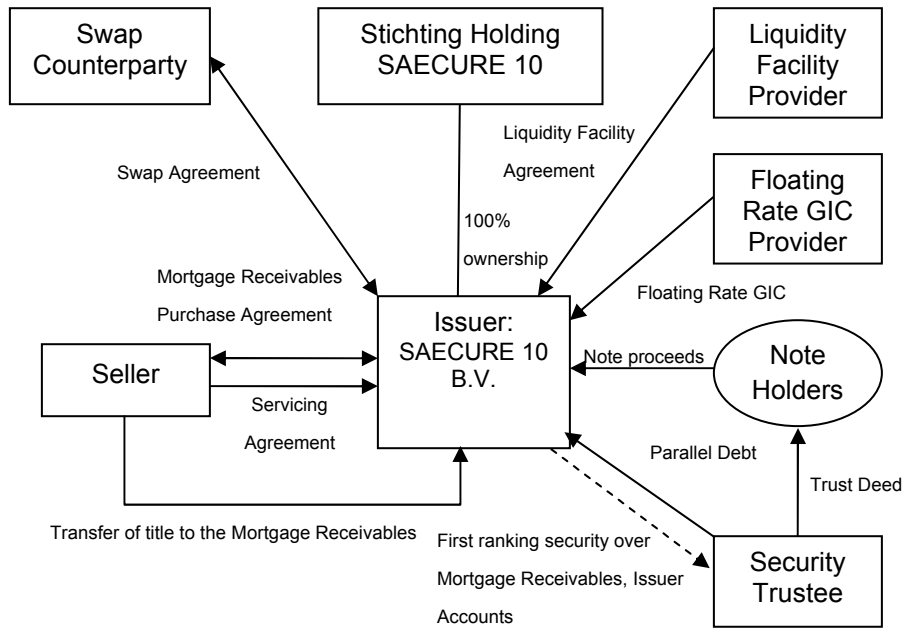 Swap
Counterparty
Stichting Holding
SAECURE 10
Liquidity
Facility
Provider
Liquidity Facility
Agreement
Swap Agreement
Floating
Rate GIC
Provider
100%
ownership
Mortgage Receivables
Purchase Agreement
Floating Rate GIC
Issuer:
SAECURE 10
B.V.
Seller
Note proceeds
Note
Holders
Servicing
Agreement
Parallel Debt
Trust Deed
Transfer of title to the Mortgage Receivables
First ranking security over
Mortgage Receivables, Issuer
Accounts
Security
Trustee